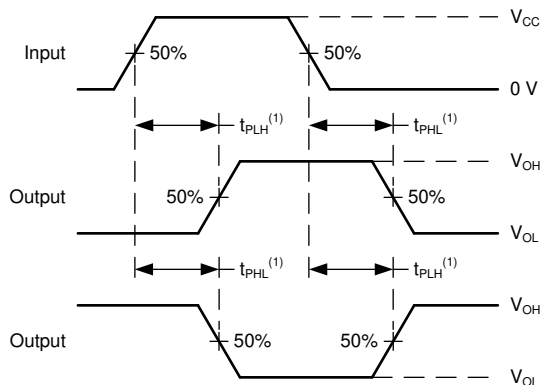 V_CC
Input 50% 50%
0 V
t_PLH^(1) t_PHL^(1)
V_OH
Output 50% 50%
V_OL
t_PHL^(1) t_PLH^(1)
V_OH
Output 50% 50%
V_OL